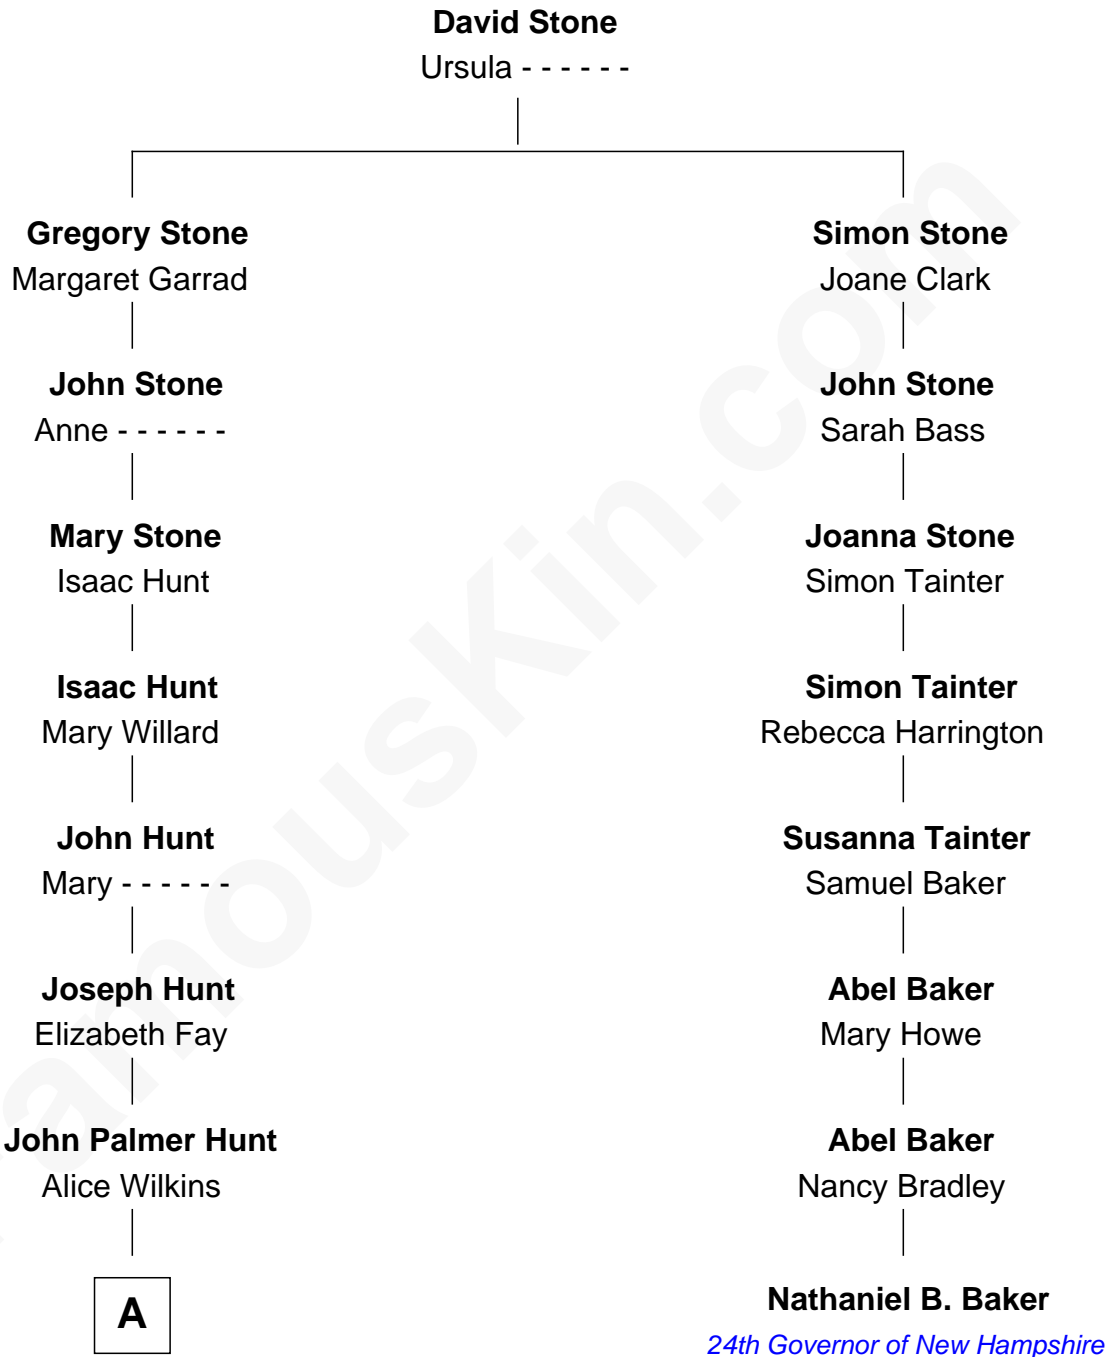 David Stone
Ursula - - - - - -
Gregory Stone
Margaret Garrad
Simon Stone
Joane Clark
John Stone
Anne - - - - - -
John Stone
Sarah Bass
Mary Stone
Isaac Hunt
Joanna Stone
Simon Tainter
Isaac Hunt
Mary Willard
Simon Tainter
Rebecca Harrington
John Hunt
Mary - - - - - -
Susanna Tainter
Samuel Baker
Joseph Hunt
Elizabeth Fay
Abel Baker
Mary Howe
John Palmer Hunt
Alice Wilkins
Abel Baker
Nancy Bradley
A
Nathaniel B. Baker
24th Governor of New Hampshire
amouskin.com